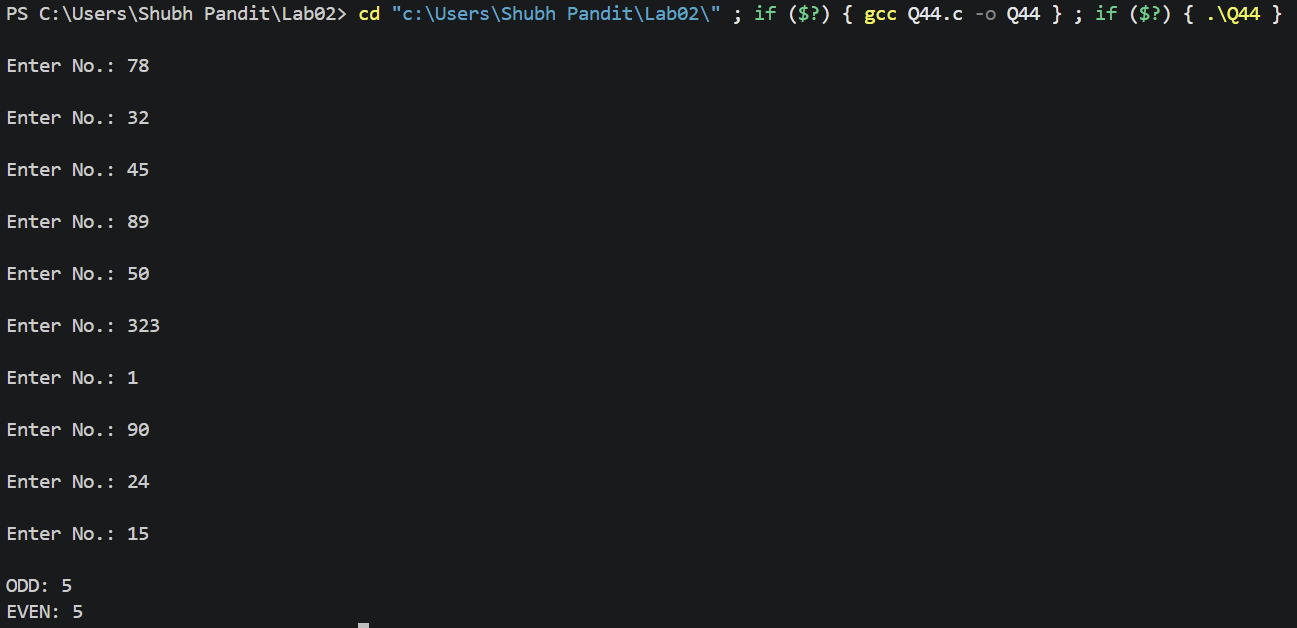 PS C:\Users\Shubh Pandit\Lab02> cd "c:\Users\Shubh Pandit\Lab02\" ; if ($?) { gcc Q44.c -o Q44 } ; if ($?) { .\Q44 }
Enter No.: 78
Enter No.: 32
Enter No.: 45
Enter No.: 89
Enter No.: 50
Enter No.: 323
Enter No.: 1
Enter No.: 90
Enter No.: 24
Enter No.: 15
ODD: 5
EVEN: 5